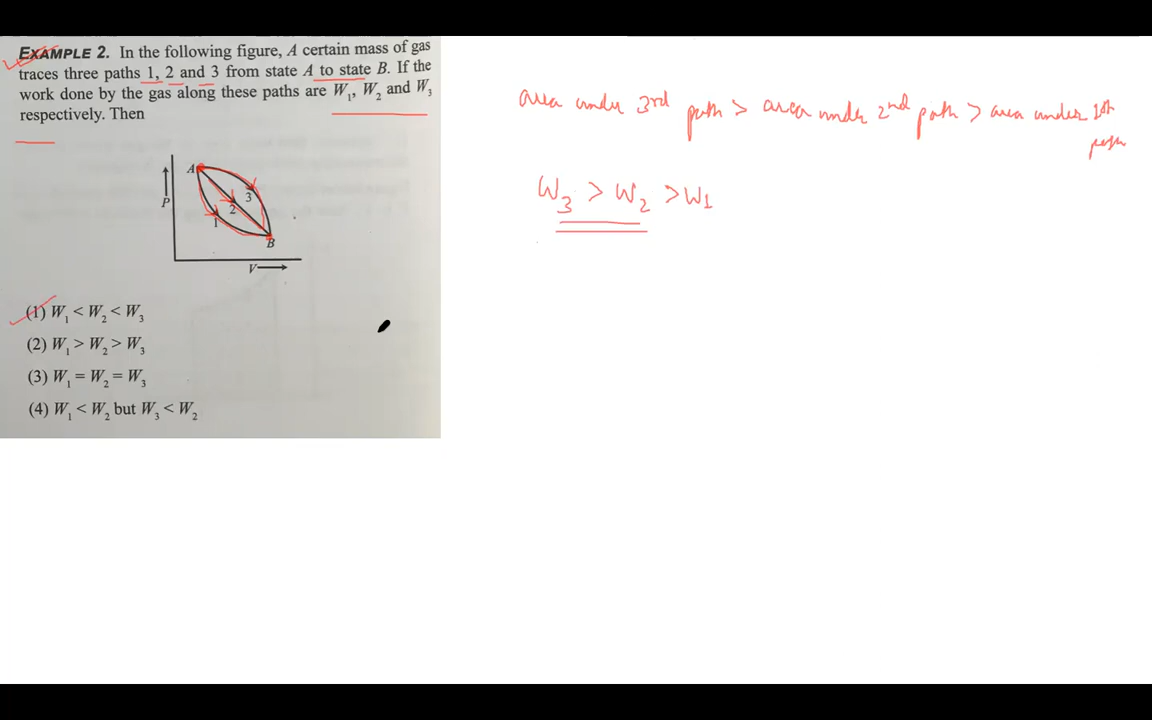 EXAMPLE 2. In the following figure, A certain mass of gas
traces three paths 1, 2 and 3 from state A to state B. If the
work done by the gas along these paths are W₁, W₂ and W₃
respectively. Then
A
P
3
2
1
B
V
(1) W₁ < W₂ < W₃
(2) W₁ > W₂ > W₃
(3) W₁ = W₂ = W₃
(4) W₁ < W₂ but W₃ < W₂
area under 3rd path > area under 2nd path > area under 1st
path
W₃ > W₂ > W1